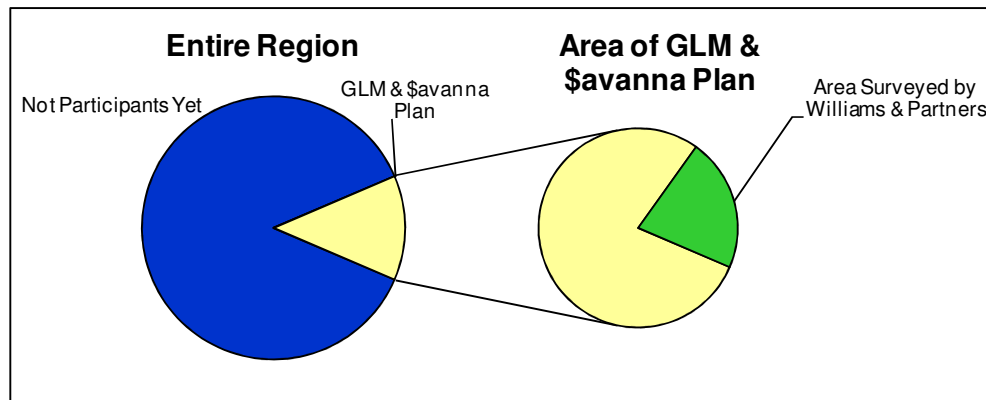 Entire Region
Area of GLM &
$avanna Plan
Not Participants Yet
GLM & $avanna
Plan
Area Surveyed by
Williams & Partners